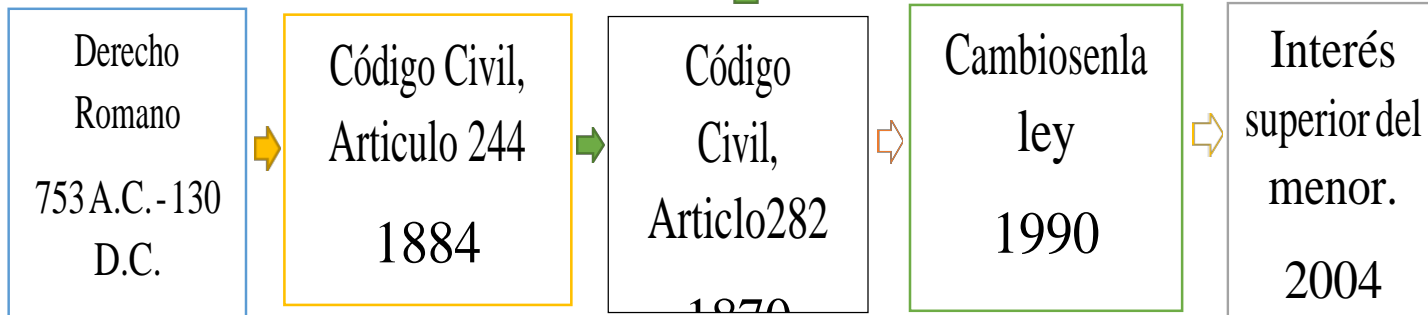 Derecho
Romano
753 A.C. - 130
D.C.
Código Civil,
Articulo 244
1884
Código
Civil,
Articlo282
1870
Cambiosenla
ley
1990
Interés
superior del
menor.
2004